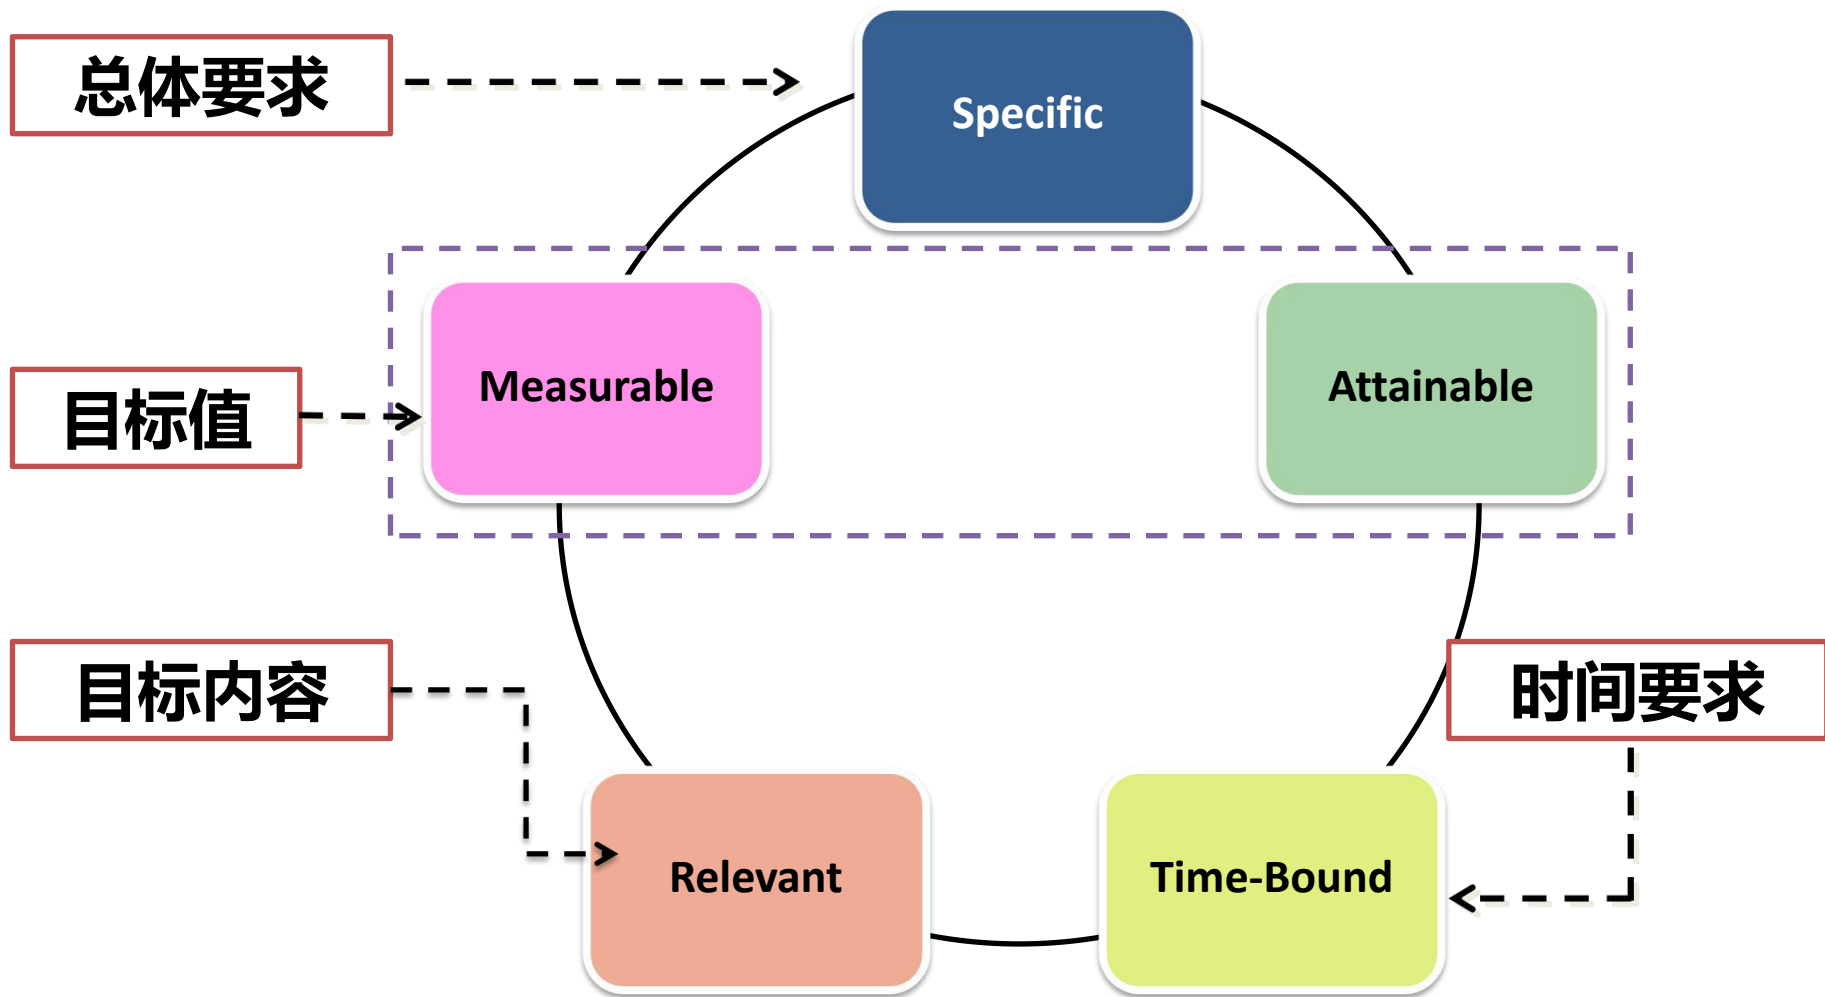 总体要求
Specific
目标值
Measurable
Attainable
目标内容
时间要求
Relevant
Time-Bound